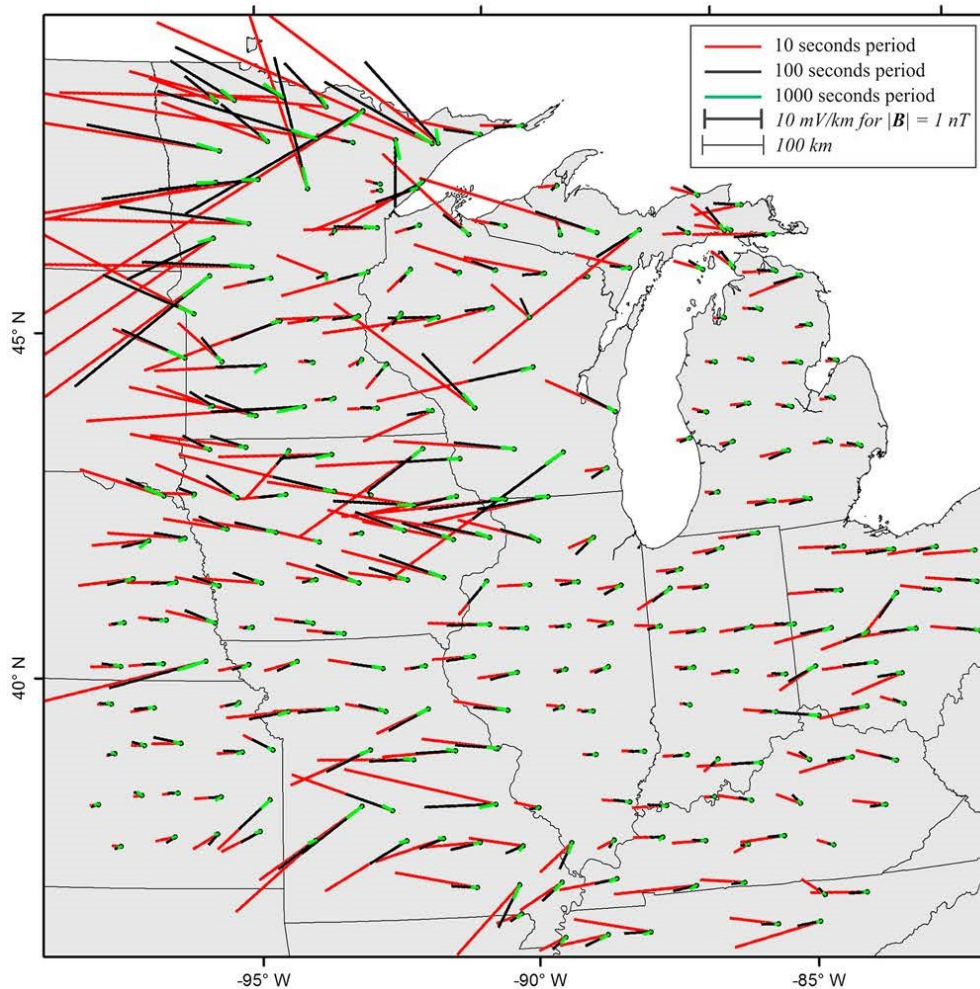 10 seconds period
100 seconds period
1000 seconds period
10 mV/km for |B| = 1 nT
100 km
45° N
40° N
-95° W
-90° W
-85° W